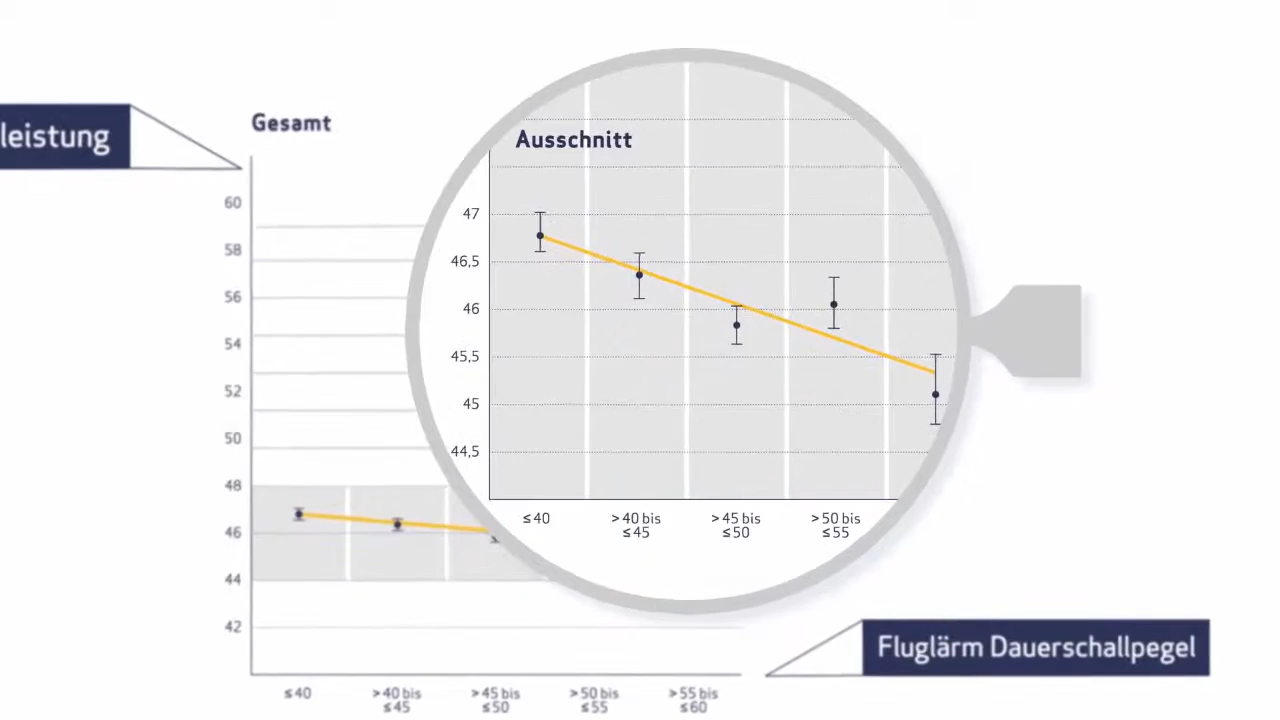 leistung
Gesamt
60
58
56
54
52
50
48
46
44
42
≤40
>40 bis
≤45
>45 bis
≤50
>50 bis
≤55
>55 bis
≤60
Ausschnitt
47
46,5
46
45,5
45
44,5
≤40
>40 bis
≤45
>45 bis
≤50
>50 bis
≤55
Fluglärm Dauerschallpegel